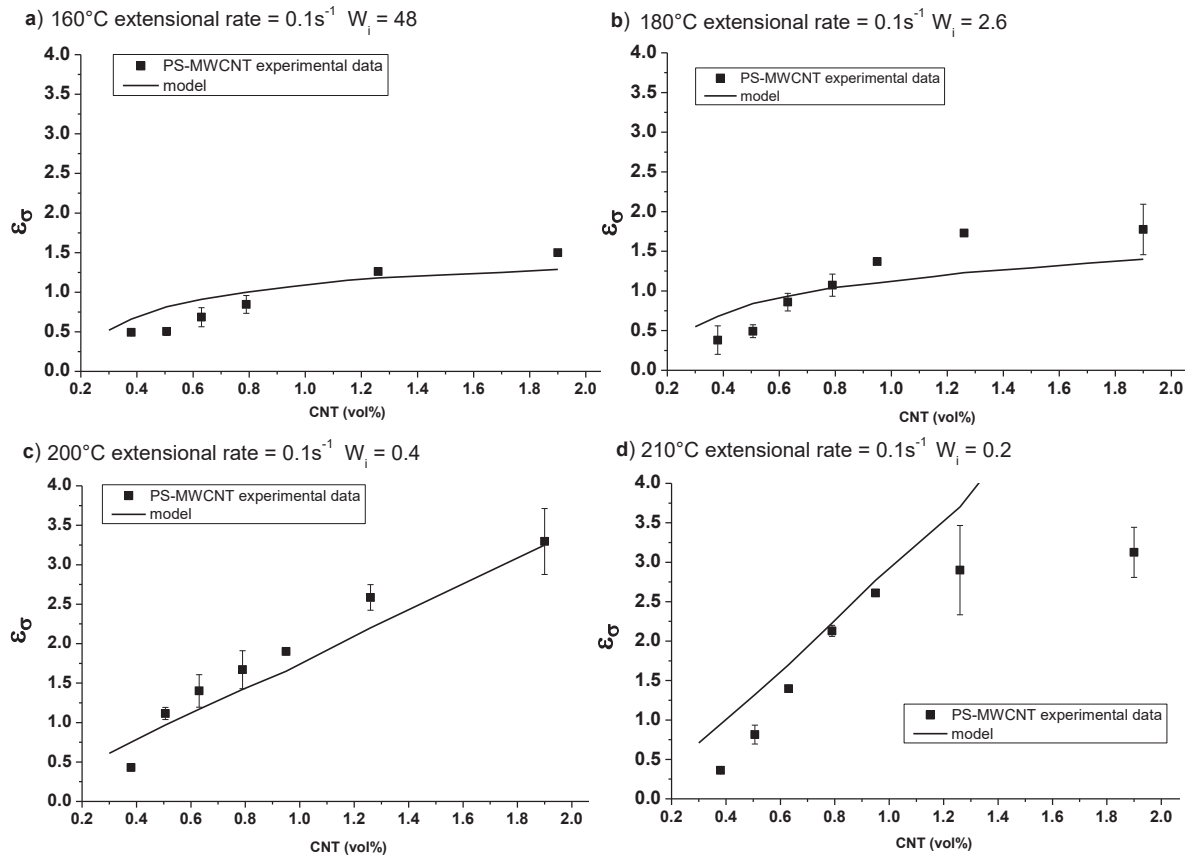 a) 160°C extensional rate = 0.1s⁻¹ Wᵢ = 48
4.0
3.5
3.0
2.5
2.0
1.5
1.0
0.5
0.0
εσ
PS-MWCNT experimental data
model
0.2 0.4 0.6 0.8 1.0 1.2 1.4 1.6 1.8 2.0
CNT (vol%)
b) 180°C extensional rate = 0.1s⁻¹ Wᵢ = 2.6
4.0
3.5
3.0
2.5
2.0
1.5
1.0
0.5
0.0
εσ
PS-MWCNT experimental data
model
0.2 0.4 0.6 0.8 1.0 1.2 1.4 1.6 1.8 2.0
CNT (vol%)
c) 200°C extensional rate = 0.1s⁻¹ Wᵢ = 0.4
4.0
3.5
3.0
2.5
2.0
1.5
1.0
0.5
0.0
εσ
PS-MWCNT experimental data
model
0.2 0.4 0.6 0.8 1.0 1.2 1.4 1.6 1.8 2.0
CNT (vol%)
d) 210°C extensional rate = 0.1s⁻¹ Wᵢ = 0.2
4.0
3.5
3.0
2.5
2.0
1.5
1.0
0.5
0.0
εσ
PS-MWCNT experimental data
model
0.2 0.4 0.6 0.8 1.0 1.2 1.4 1.6 1.8 2.0
CNT (vol%)